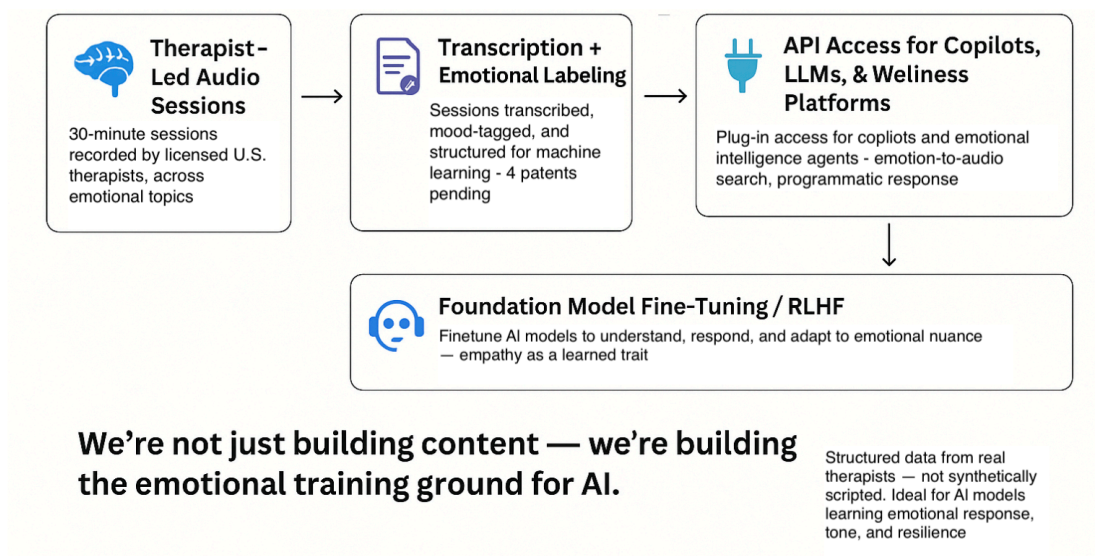 Therapist-
Led Audio
Sessions
30-minute sessions
recorded by licensed U.S.
therapists, across
emotional topics
Transcription +
Emotional Labeling
Sessions transcribed,
mood-tagged, and
structured for machine
learning - 4 patents
pending
API Access for Copilots,
LLMs, & Weliness
Platforms
Plug-in access for copliots and emotional
intelligence agents - emotion-to-audio
search, programmatic response
Foundation Model Fine-Tuning / RLHF
Finetune AI models to understand, respond, and adapt to emotional nuance
— empathy as a learned trait
We're not just building content — we're building
the emotional training ground for AI.
Structured data from real
therapists — not synthetically
scripted. Ideal for AI models
learning emotional response,
tone, and resilience